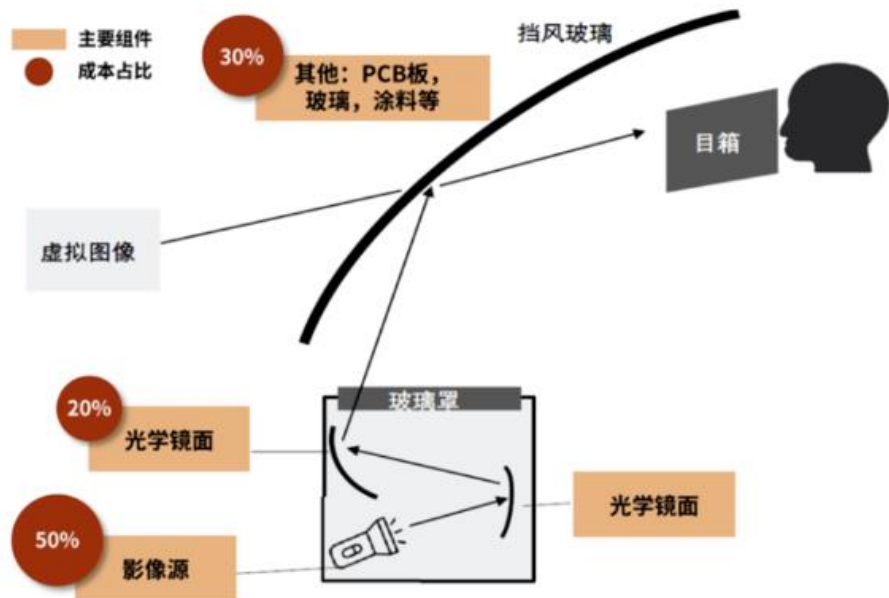 主要组件
成本占比
30%
其他：PCB板，
玻璃，涂料等
挡风玻璃
目箱
虚拟图像
玻璃罩
20%
光学镜面
光学镜面
50%
影像源